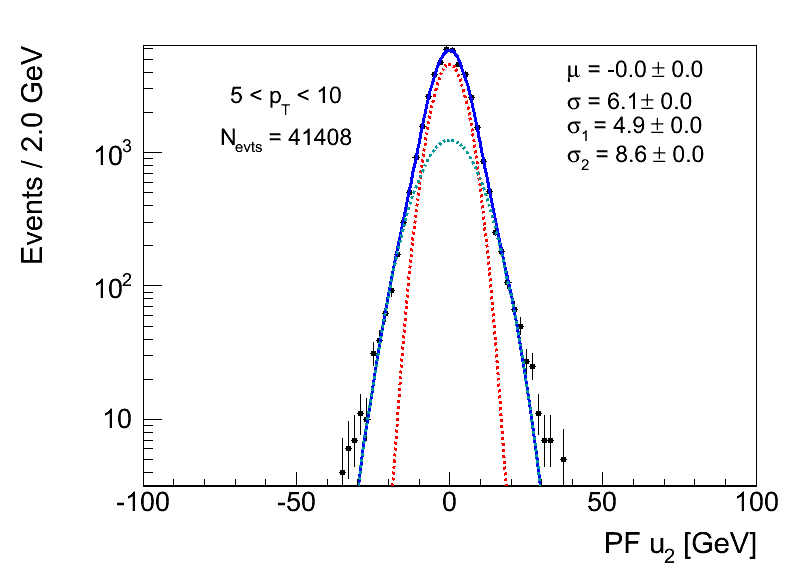 Events / 2.0 GeV
5 < p_T < 10
N_evts = 41408
μ = -0.0 ± 0.0
σ = 6.1± 0.0
σ_1 = 4.9 ± 0.0
σ_2 = 8.6 ± 0.0
10^3
10^2
10
-100 -50 0 50 100
PF u_2 [GeV]